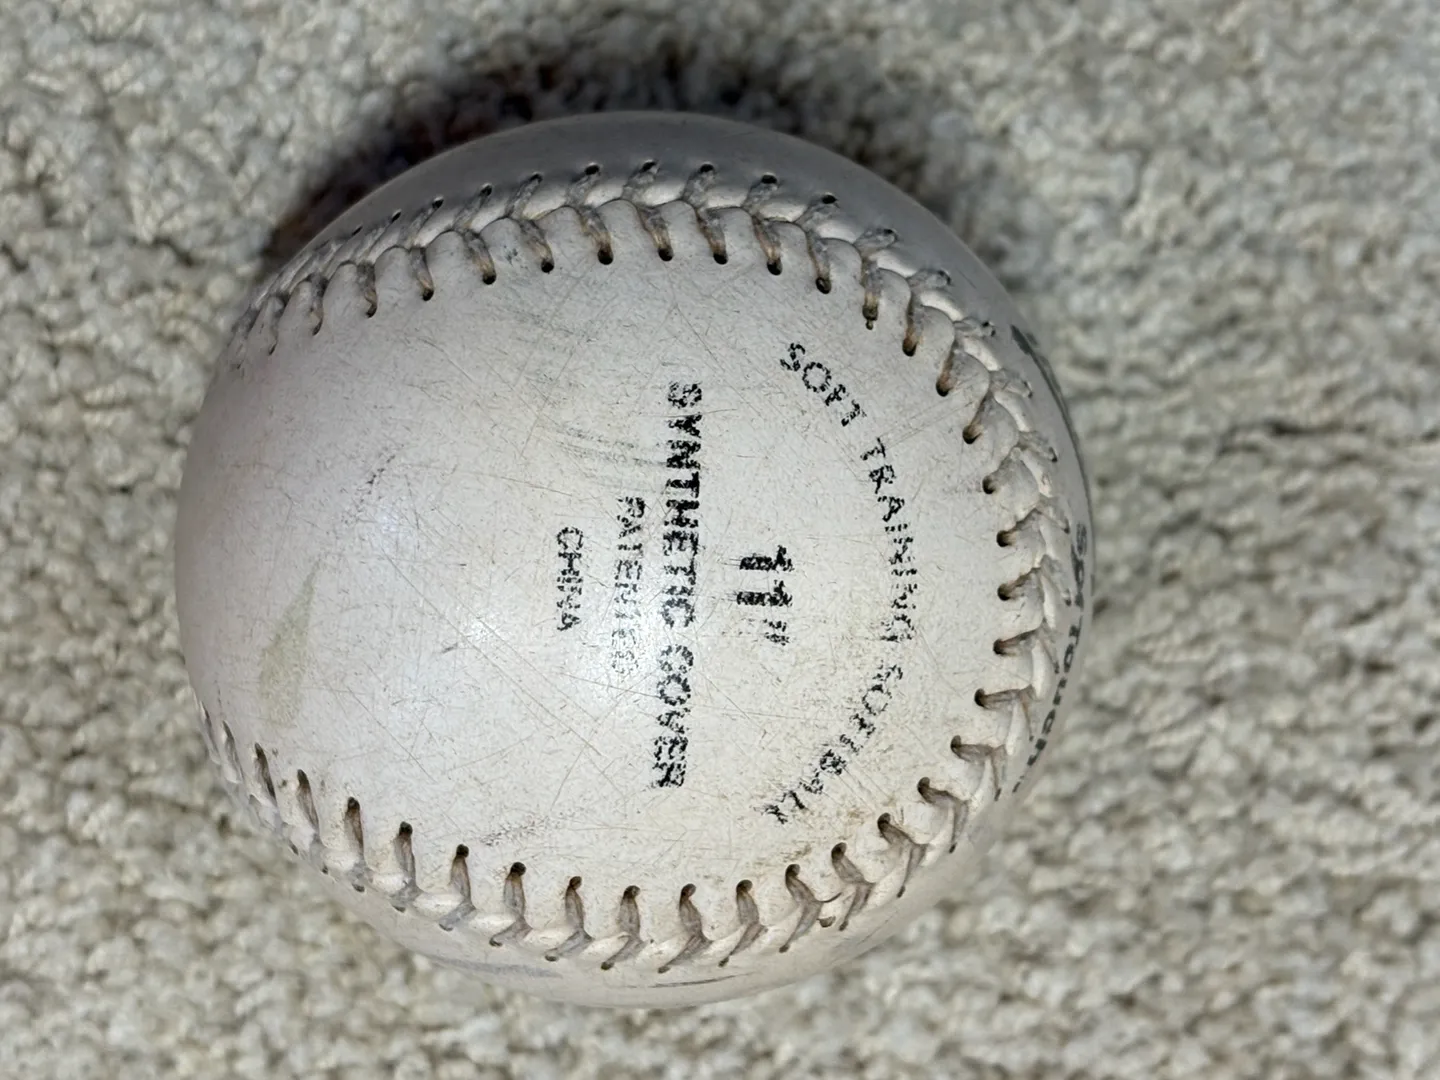 SOFT TRAINING SOFTBALL
11"
SYNTHETIC COVER
PATENTED
CHINA